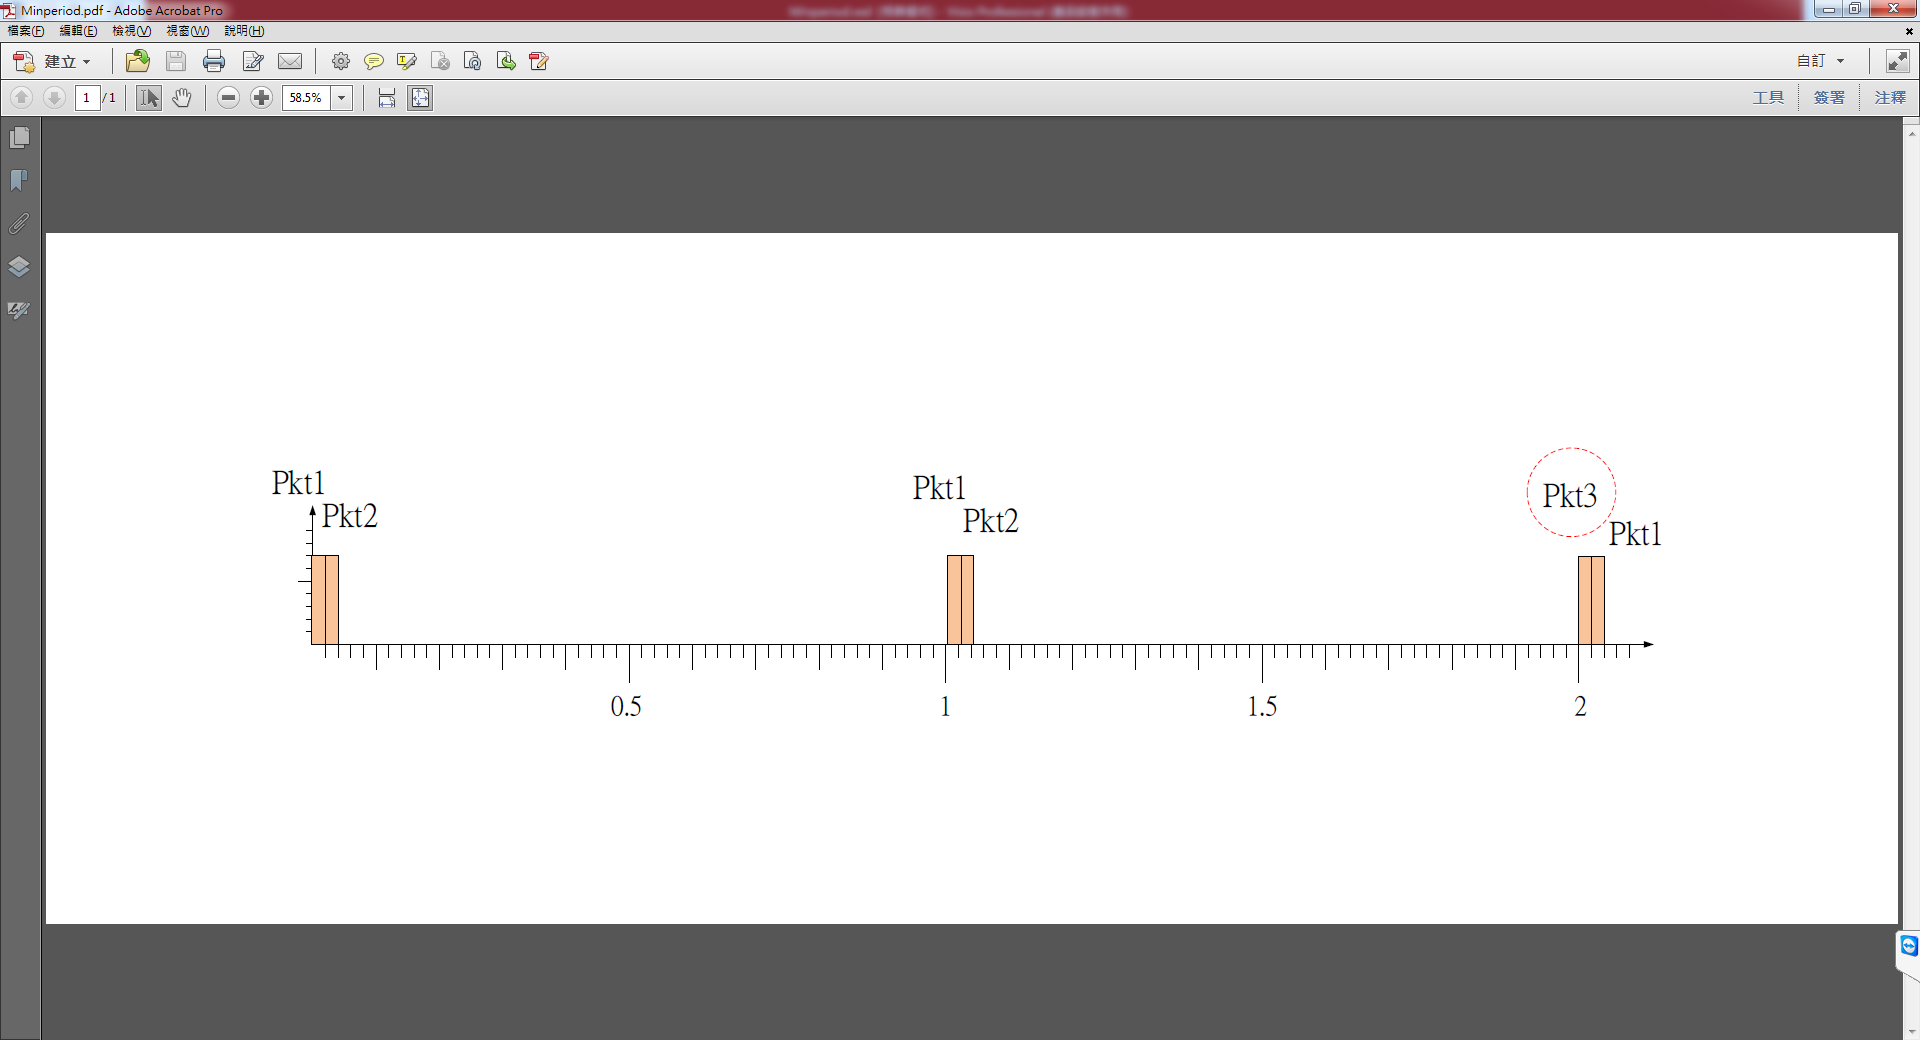 Minperiod.pdf - Adobe Acrobat Pro
檔案(F) 編輯(E) 檢視(V) 視窗(W) 說明(H)
建立 自訂
1 / 1 58.5% 工具 簽署 注釋
Pkt1 Pkt1 Pkt3
Pkt2 Pkt2 Pkt1
0.5 1 1.5 2